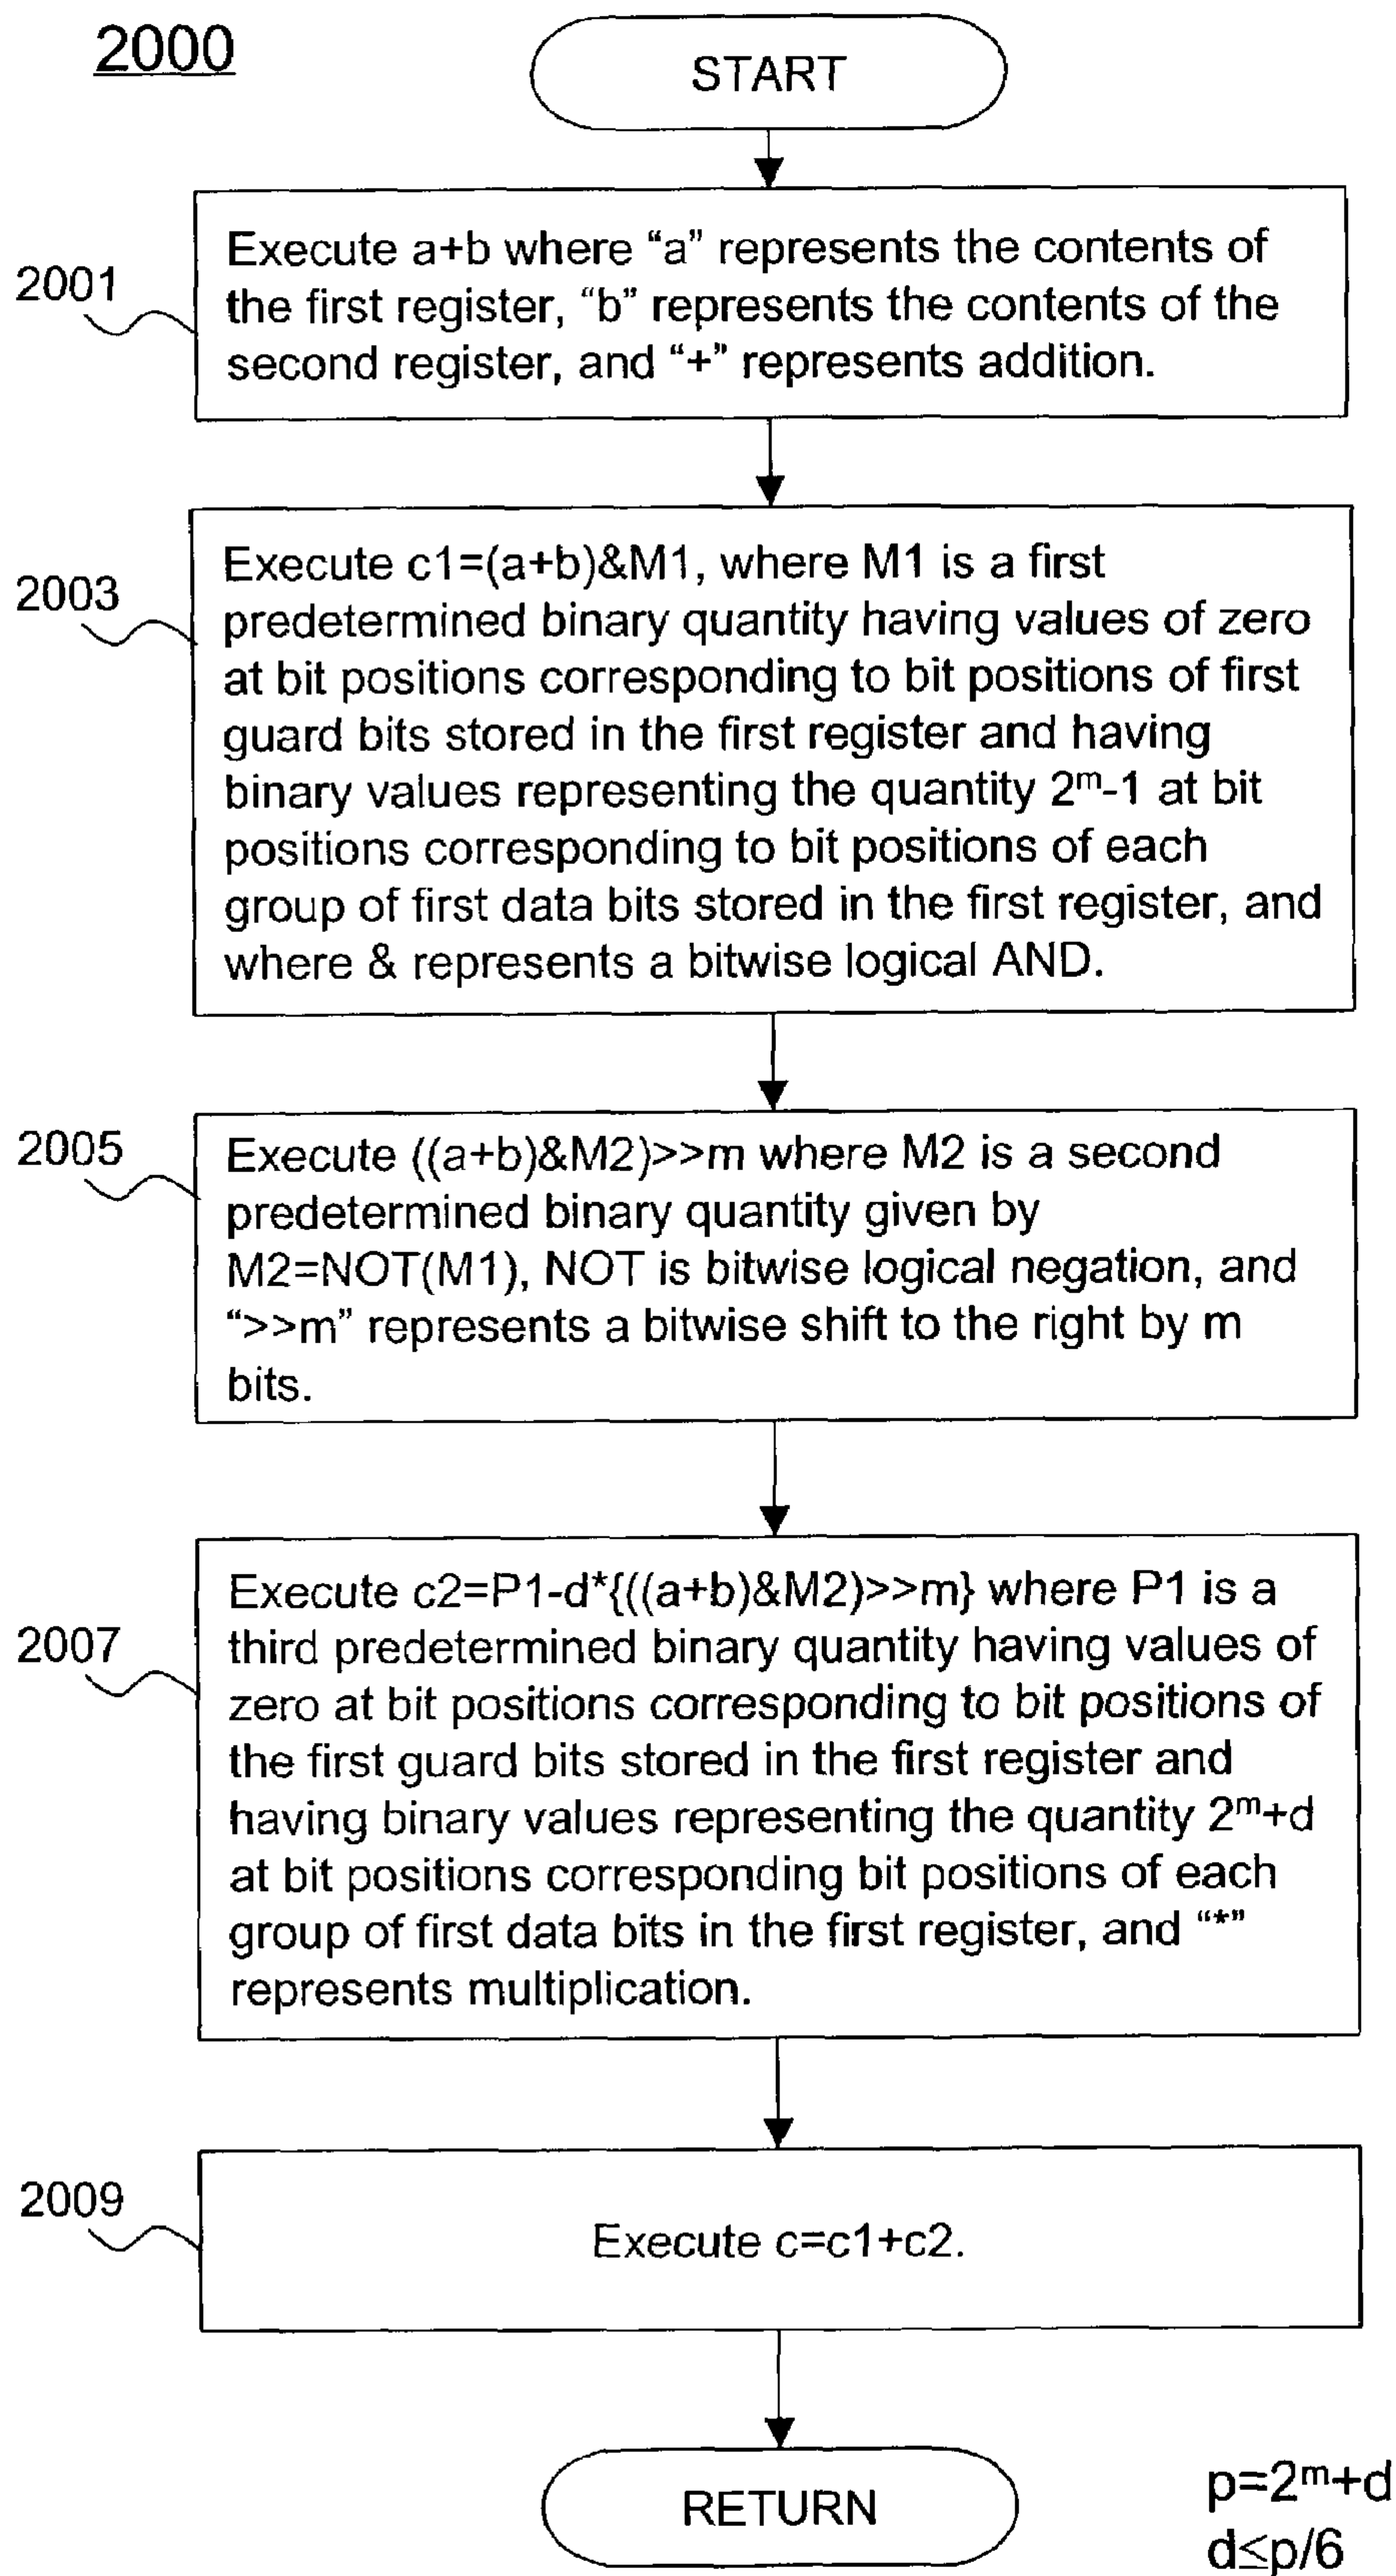 2000
START
2001
Execute a+b where “a” represents the contents of
the first register, “b” represents the contents of the
second register, and “+” represents addition.
2003
Execute c1=(a+b)&M1, where M1 is a first
predetermined binary quantity having values of zero
at bit positions corresponding to bit positions of first
guard bits stored in the first register and having
binary values representing the quantity 2ᵐ-1 at bit
positions corresponding to bit positions of each
group of first data bits stored in the first register, and
where & represents a bitwise logical AND.
2005
Execute ((a+b)&M2)>>m where M2 is a second
predetermined binary quantity given by
M2=NOT(M1), NOT is bitwise logical negation, and
“>>m” represents a bitwise shift to the right by m
bits.
2007
Execute c2=P1-d*{((a+b)&M2)>>m} where P1 is a
third predetermined binary quantity having values of
zero at bit positions corresponding to bit positions of
the first guard bits stored in the first register and
having binary values representing the quantity 2ᵐ+d
at bit positions corresponding bit positions of each
group of first data bits in the first register, and “*”
represents multiplication.
2009
Execute c=c1+c2.
RETURN
p=2ᵐ+d
d≤p/6